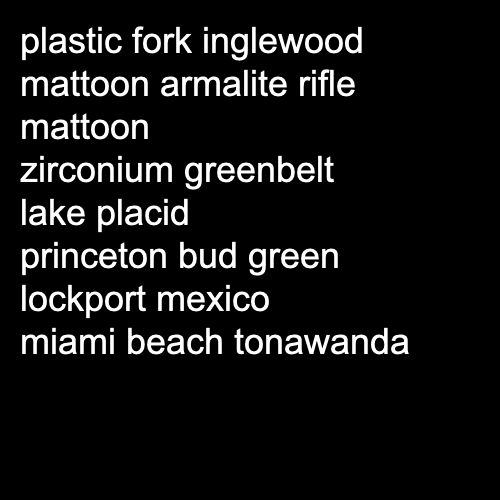 plastic fork inglewood
mattoon armalite rifle
mattoon
zirconium greenbelt
lake placid
princeton bud green
lockport mexico
miami beach tonawanda